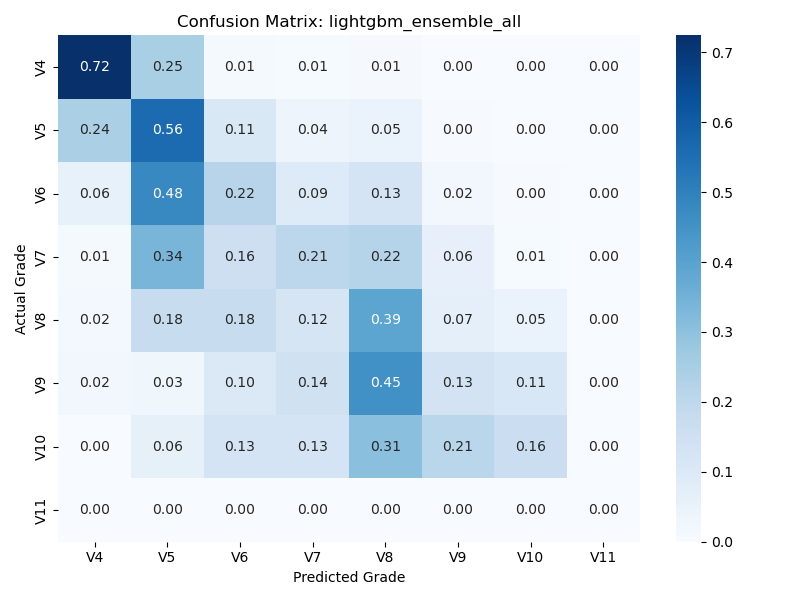 Confusion Matrix: lightgbm_ensemble_all
V4 0.72 0.25 0.01 0.01 0.01 0.00 0.00 0.00
V5 0.24 0.56 0.11 0.04 0.05 0.00 0.00 0.00
V6 0.06 0.48 0.22 0.09 0.13 0.02 0.00 0.00
V7 0.01 0.34 0.16 0.21 0.22 0.06 0.01 0.00
V8 0.02 0.18 0.18 0.12 0.39 0.07 0.05 0.00
V9 0.02 0.03 0.10 0.14 0.45 0.13 0.11 0.00
V10 0.00 0.06 0.13 0.13 0.31 0.21 0.16 0.00
V11 0.00 0.00 0.00 0.00 0.00 0.00 0.00 0.00
V4 V5 V6 V7 V8 V9 V10 V11
Predicted Grade
Actual Grade
0.7
0.6
0.5
0.4
0.3
0.2
0.1
0.0